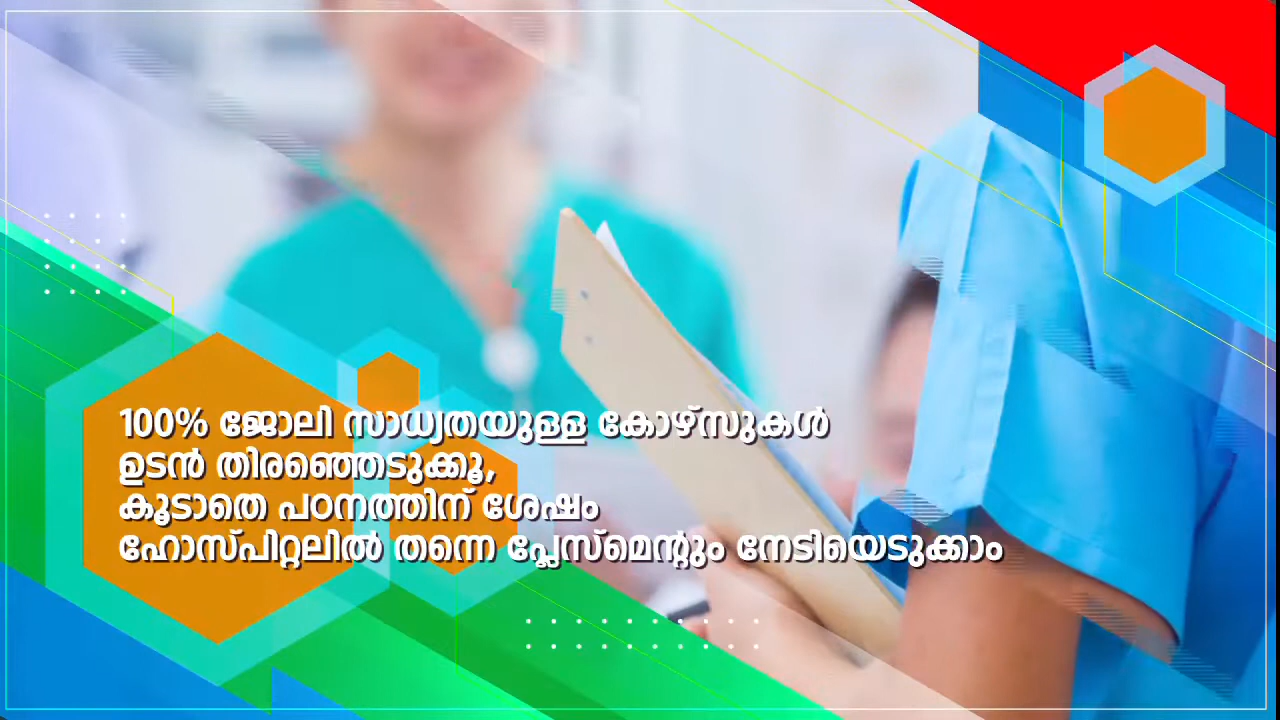 100% ജോലി സാധ്യതയുള്ള കോഴ്സുകൾ
ഉടൻ തിരഞ്ഞെടുക്കൂ,
കൂടാതെ പഠനത്തിന് ശേഷം
ഹോസ്പിറ്റലിൽ തന്നെ പ്ലേസ്മെന്റും നേടിയെടുക്കാം